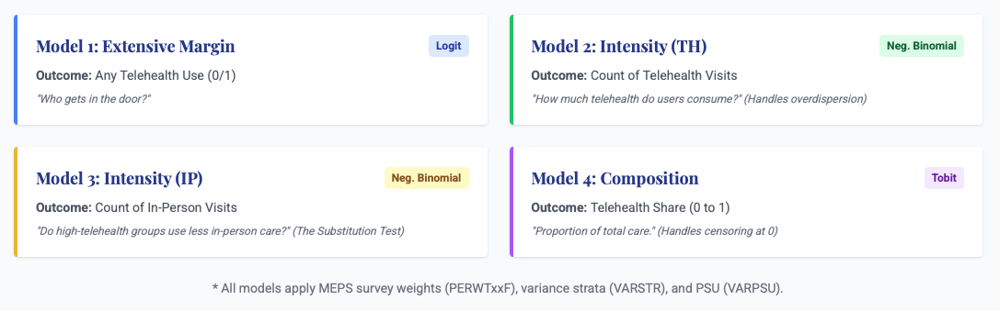 Model 1: Extensive Margin
Logit
Outcome: Any Telehealth Use (0/1)
"Who gets in the door?"
Model 2: Intensity (TH)
Neg. Binomial
Outcome: Count of Telehealth Visits
"How much telehealth do users consume?" (Handles overdispersion)
Model 3: Intensity (IP)
Neg. Binomial
Outcome: Count of In-Person Visits
"Do high-telehealth groups use less in-person care?" (The Substitution Test)
Model 4: Composition
Tobit
Outcome: Telehealth Share (0 to 1)
"Proportion of total care." (Handles censoring at 0)
* All models apply MEPS survey weights (PERWTxxF), variance strata (VARSTR), and PSU (VARPSU).